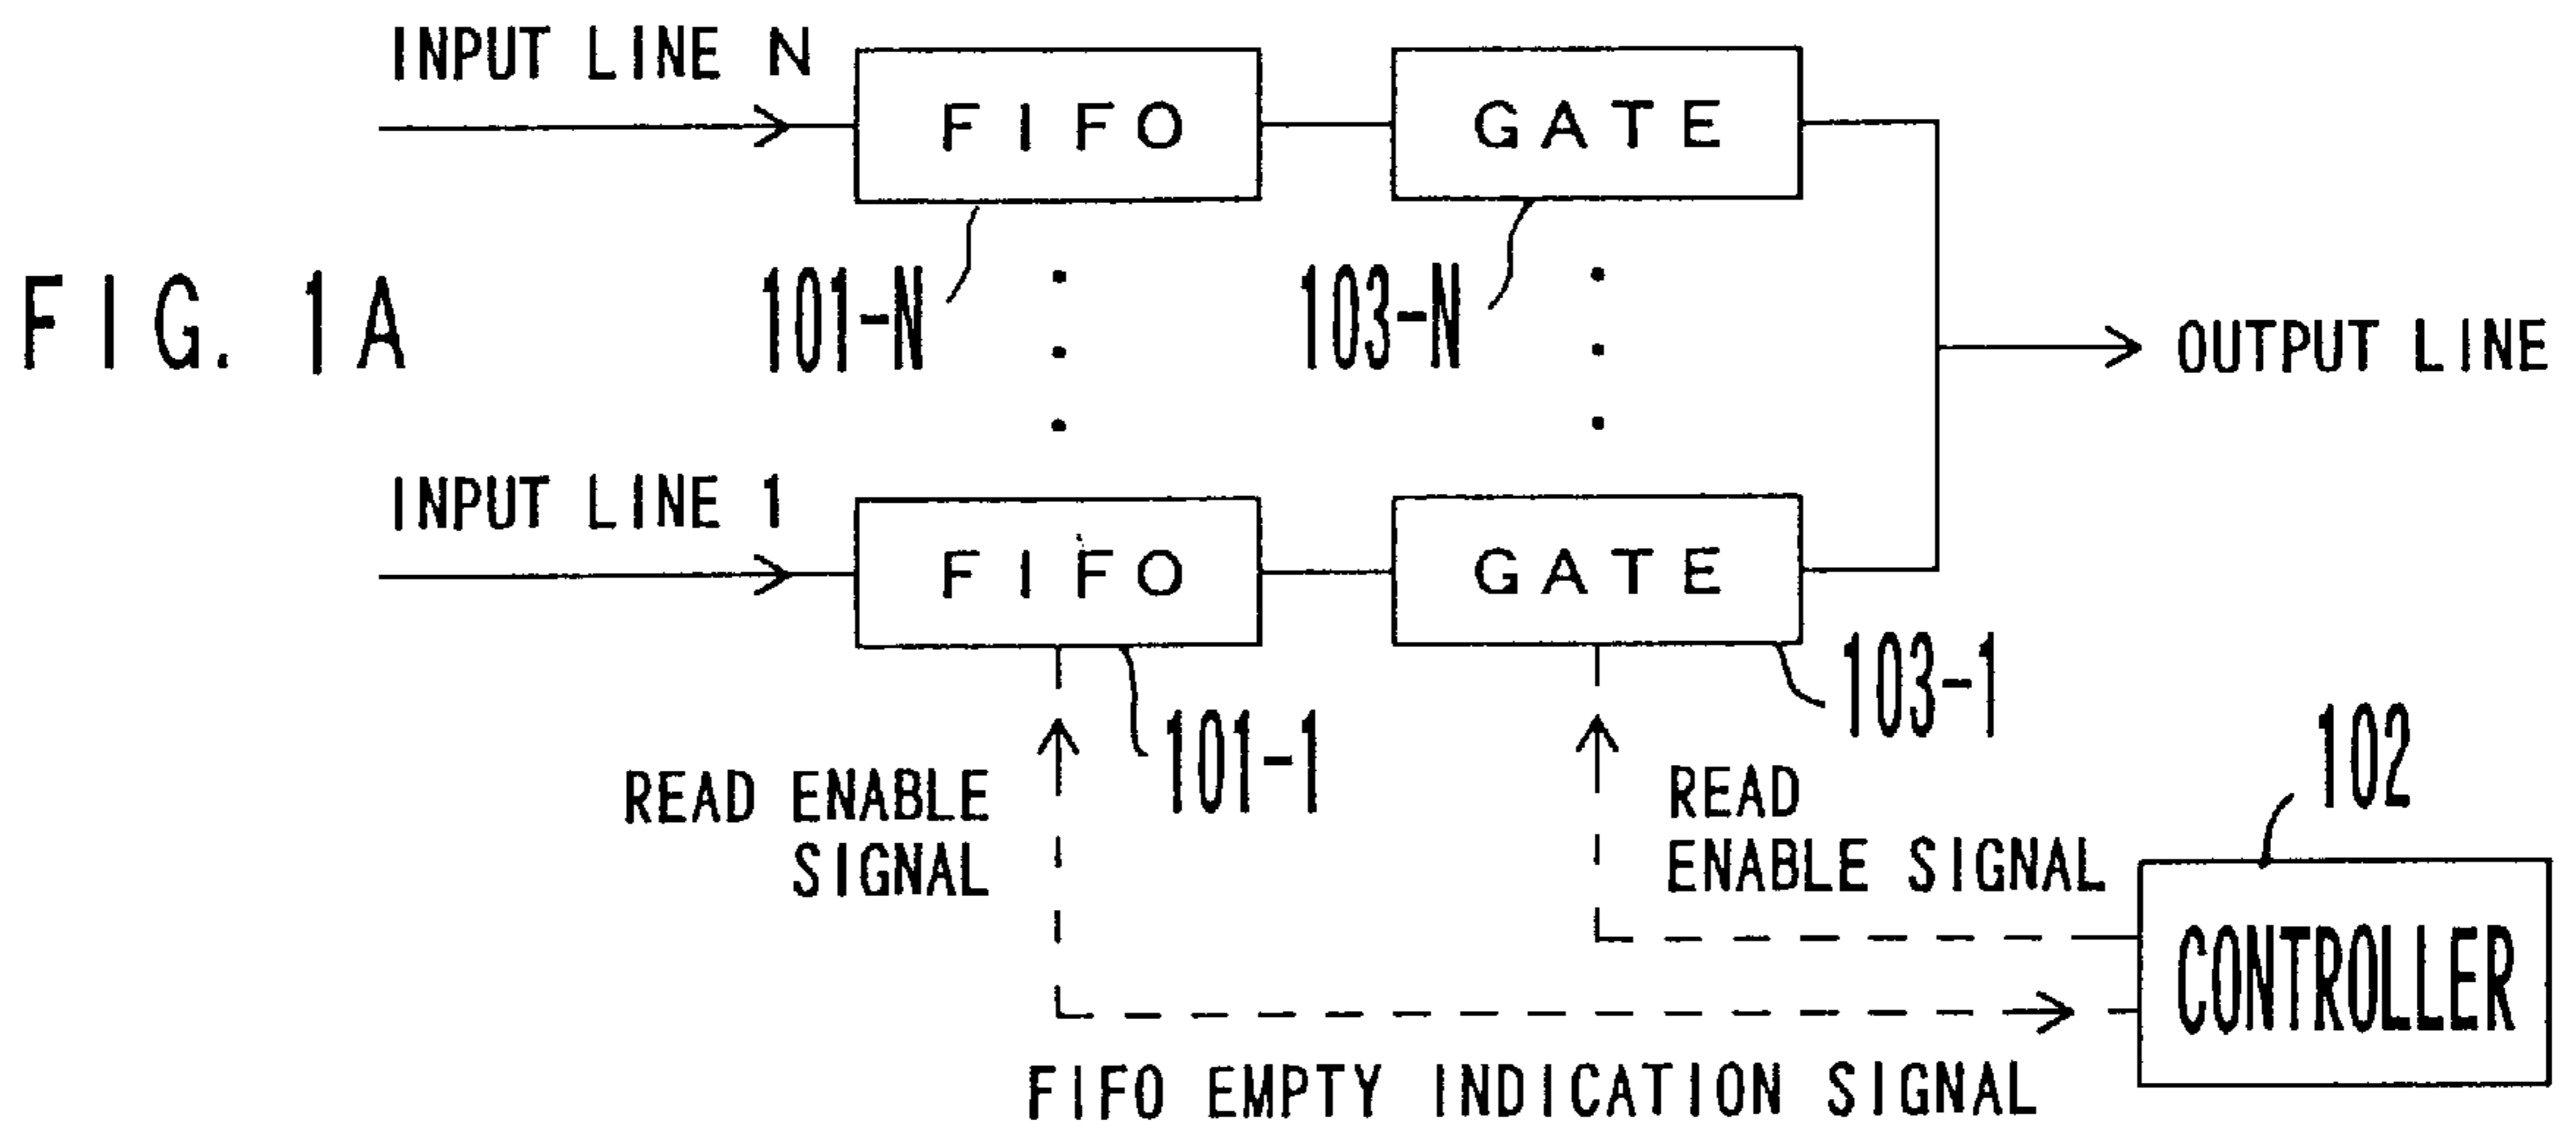 INPUT LINE N
FIFO
GATE
101-N
103-N
FIG. 1A
OUTPUT LINE
INPUT LINE 1
FIFO
GATE
103-1
101-1
102
READ ENABLE
SIGNAL
READ
ENABLE SIGNAL
CONTROLLER
FIFO EMPTY INDICATION SIGNAL